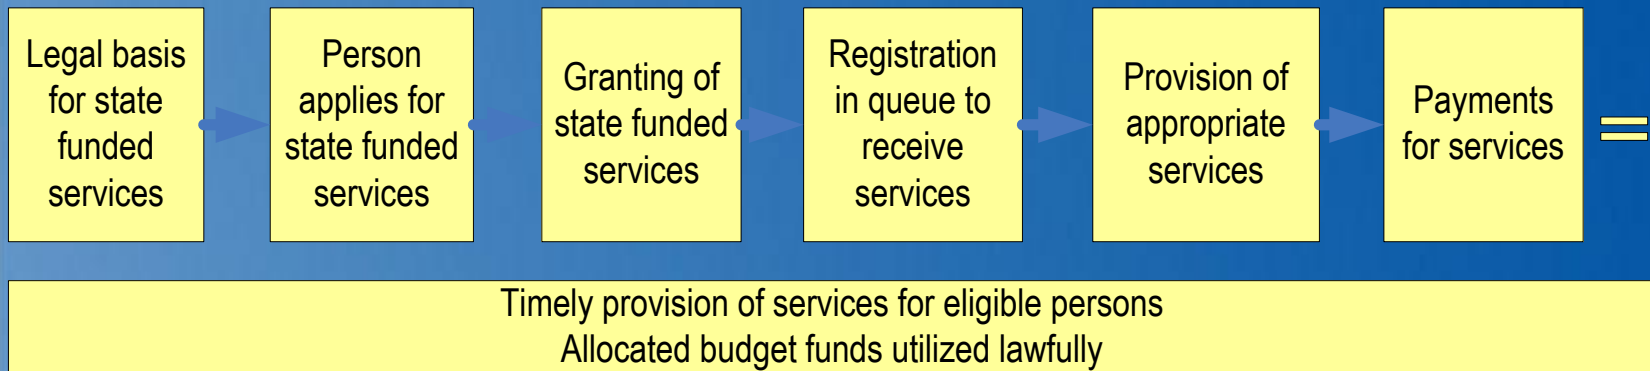 Legal basis
for state
funded
services
Person
applies for
state funded
services
Granting of
state funded
services
Registration
in queue to
receive
services
Provision of
appropriate
services
Payments
for services
=
Timely provision of services for eligible persons
Allocated budget funds utilized lawfully